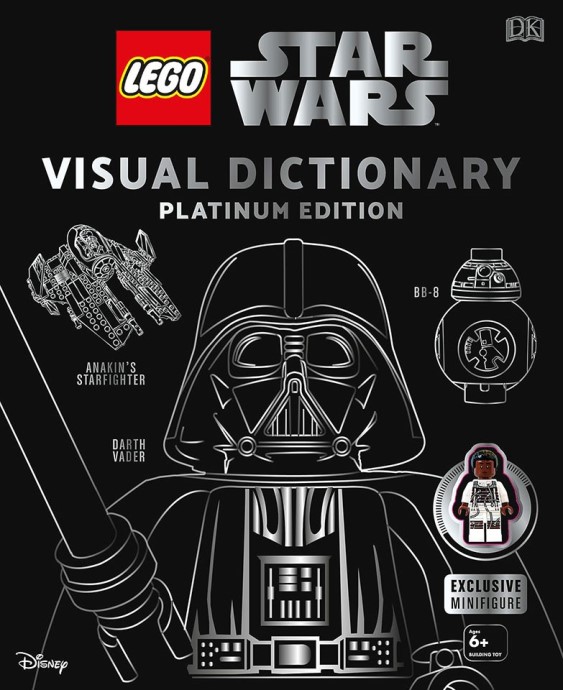 DK
LEGO
STAR
WARS
™
VISUAL DICTIONARY
PLATINUM EDITION
BB-8
ANAKIN'S
STARFIGHTER
DARTH
VADER
EXCLUSIVE
MINIFIGURE
Ages
6+
BUILDING TOY
Disney